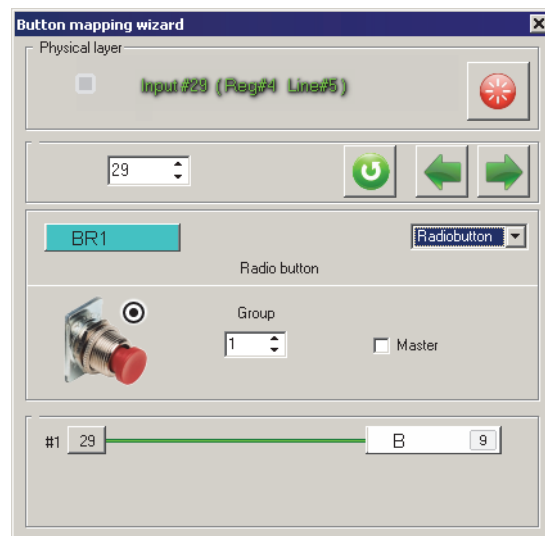 Button mapping wizard
Physical layer
Input#29 (Reg#4 Line#5)
29
BR1
Radiobutton
Radio button
Group
1
Master
#1 29 B 9